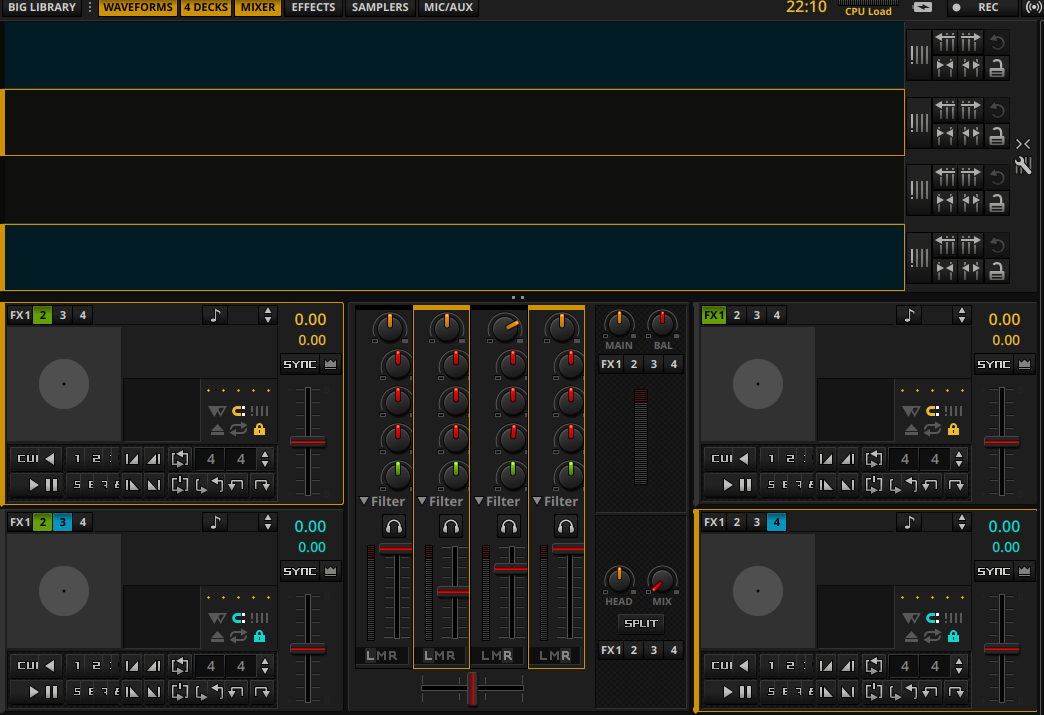 BIG LIBRARY WAVEFORMS 4 DECKS MIXER EFFECTS SAMPLERS MIC/AUX 22:10 CPU Load REC
FX1 2 3 4 0.00
0.00
SYNC
CUE 1 2 4 4
5
FX1 2 3 4 0.00
0.00
SYNC
CUE 1 2 4 4
5
Filter Filter Filter Filter
LMR LMR LMR LMR
MAIN BAL
FX1 2 3 4
HEAD MIX
SPLIT
FX1 2 3 4
FX1 2 3 4 0.00
0.00
SYNC
CUE 1 2 4 4
5
FX1 2 3 4 0.00
0.00
SYNC
CUE 1 2 4 4
5